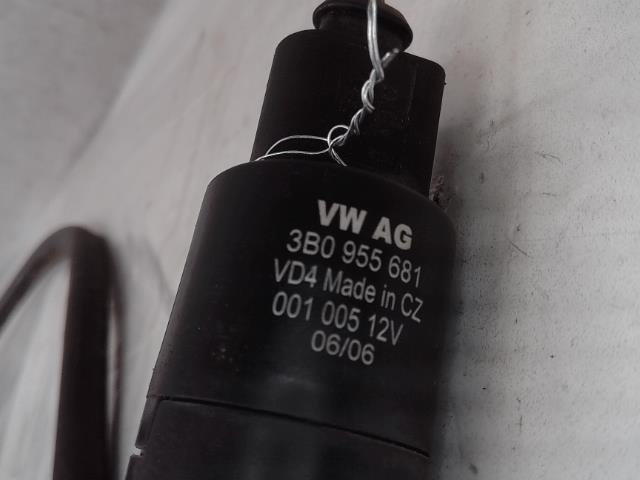 VW AG
3B0 955 681
VD4 Made in CZ
001 005 12V
06/06